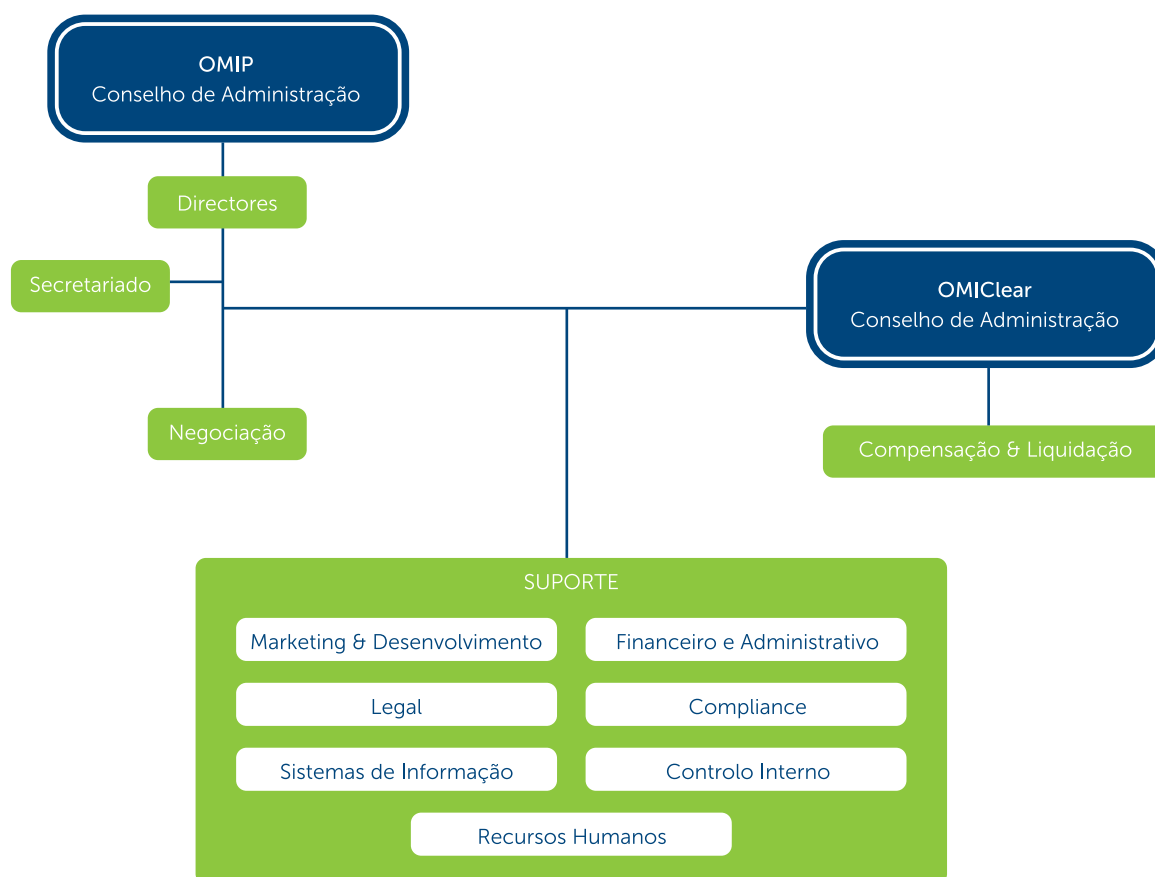 OMIP
Conselho de Administração
Directores
Secretariado
OMIClear
Conselho de Administração
Negociação
Compensação & Liquidação
SUPORTE
Marketing & Desenvolvimento
Financeiro e Administrativo
Legal
Compliance
Sistemas de Informação
Controlo Interno
Recursos Humanos